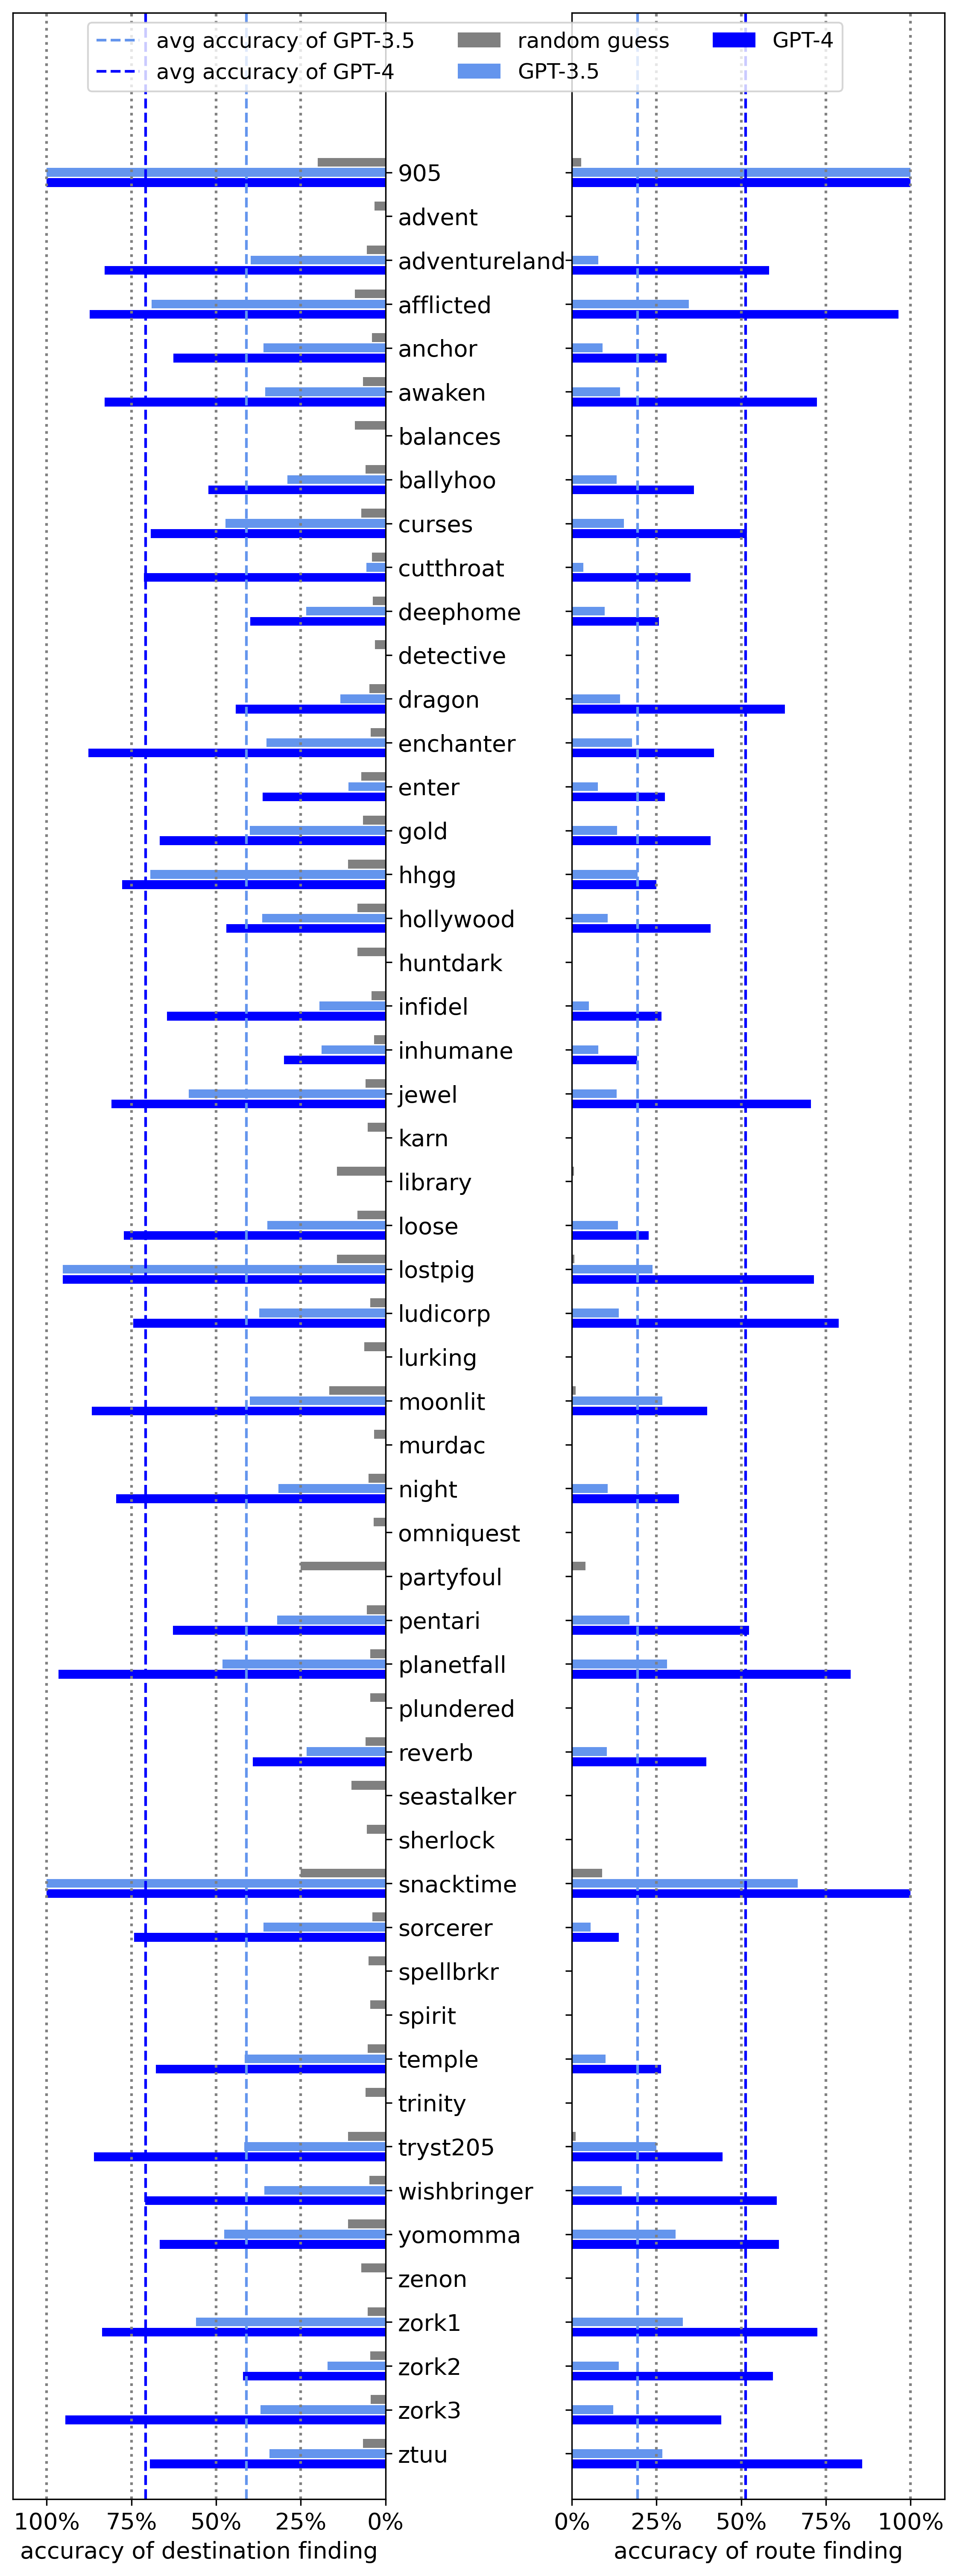 avg accuracy of GPT-3.5 random guess GPT-4
avg accuracy of GPT-4 GPT-3.5
905
advent
adventureland
afflicted
anchor
awaken
balances
ballyhoo
curses
cutthroat
deephome
detective
dragon
enchanter
enter
gold
hhgg
hollywood
huntdark
infidel
inhumane
jewel
karn
library
loose
lostpig
ludicorp
lurking
moonlit
murdac
night
omniquest
partyfoul
pentari
planetfall
plundered
reverb
seastalker
sherlock
snacktime
sorcerer
spellbrkr
spirit
temple
trinity
tryst205
wishbringer
yomomma
zenon
zork1
zork2
zork3
ztuu
100% 75% 50% 25% 0% 0% 25% 50% 75% 100%
accuracy of destination finding accuracy of route finding